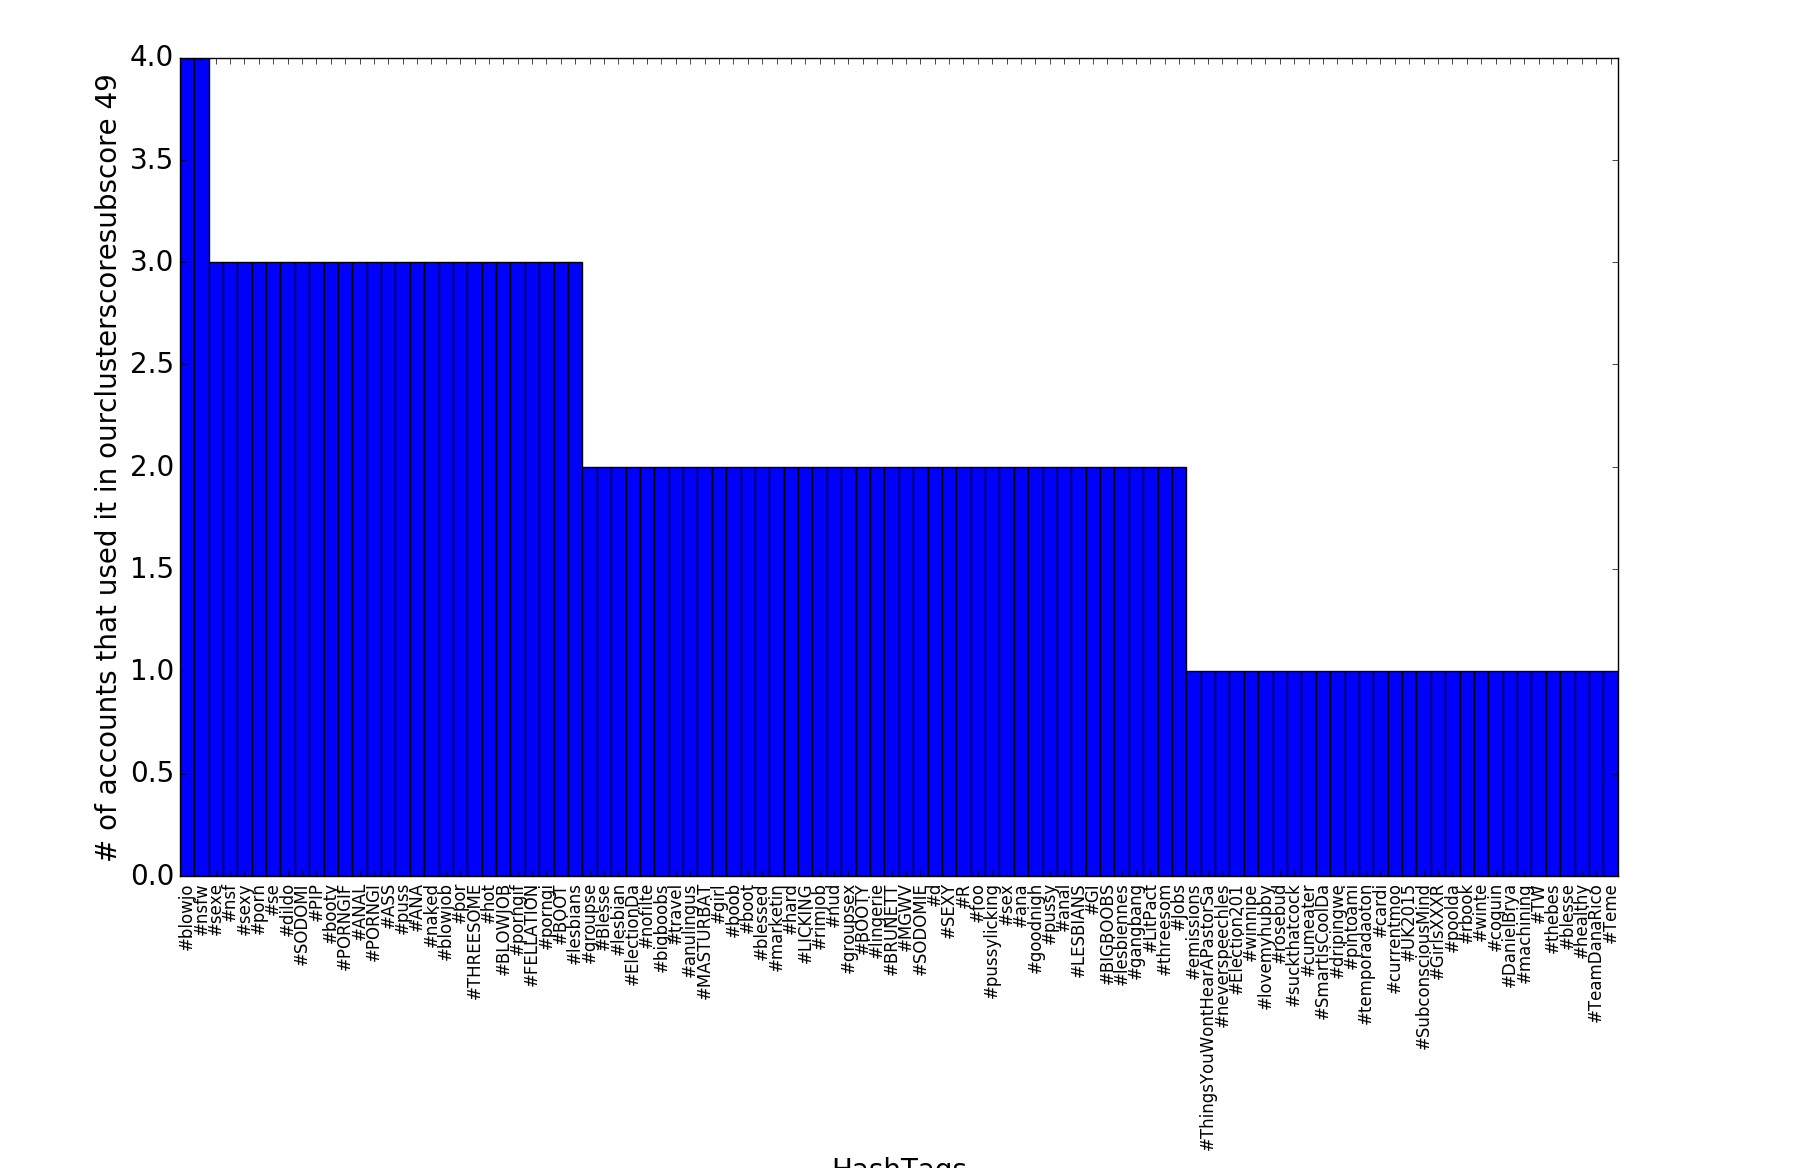 # of accounts that used it in ourclusterscoresubscore 49
4.0
3.5
3.0
2.5
2.0
1.5
1.0
0.5
0.0
#blowjo
#nsfw
#sexe
#nsf
#sexy
#porn
#se
#dildo
#SODOMI
#PIP
#booty
#PORNGIF
#ANAL
#PORNGI
#ASS
#puss
#ANA
#naked
#blowjob
#por
#THREESOME
#hot
#BLOWJOB
#porngif
#FELLATION
#porngi
#BOOT
#lesbians
#groupse
#Blesse
#lesbian
#ElectionDa
#nonlite
#bigboobs
#travel
#anulingus
#MASTURBAT
#girl
#boob
#boot
#blessed
#marketin
#hard
#LICKING
#rimjob
#nud
#groupsex
#BOOTY
#lingerie
#BRUNETT
#MGWV
#SODOMIE
#d
#SEXY
#R
#foo
#pussylicking
#sex
#ana
#goodnigh
#pussy
#anal
#LESBIANS
#GI
#BIGBOOBS
#lesbiennes
#gangbang
#LitPact
#threesom
#jobs
#emissions
#ThingsYouWontHearAPastorSa
#neverspeechles
#Election201
#winnipe
#lovemyhubby
#rosebud
#suckthatcock
#cumeater
#SmartIsCoolDa
#dripingwe
#pintoami
#temporadaoton
#cardi
#currentmoo
#UK2015
#SubconsciousMind
#GirlsXXXR
#polda
#rbook
#winte
#coquin
#DanielBrya
#machining
#TW
#thebes
#blesse
#healthy
#TeamDanaRico
#Teme
HashTags